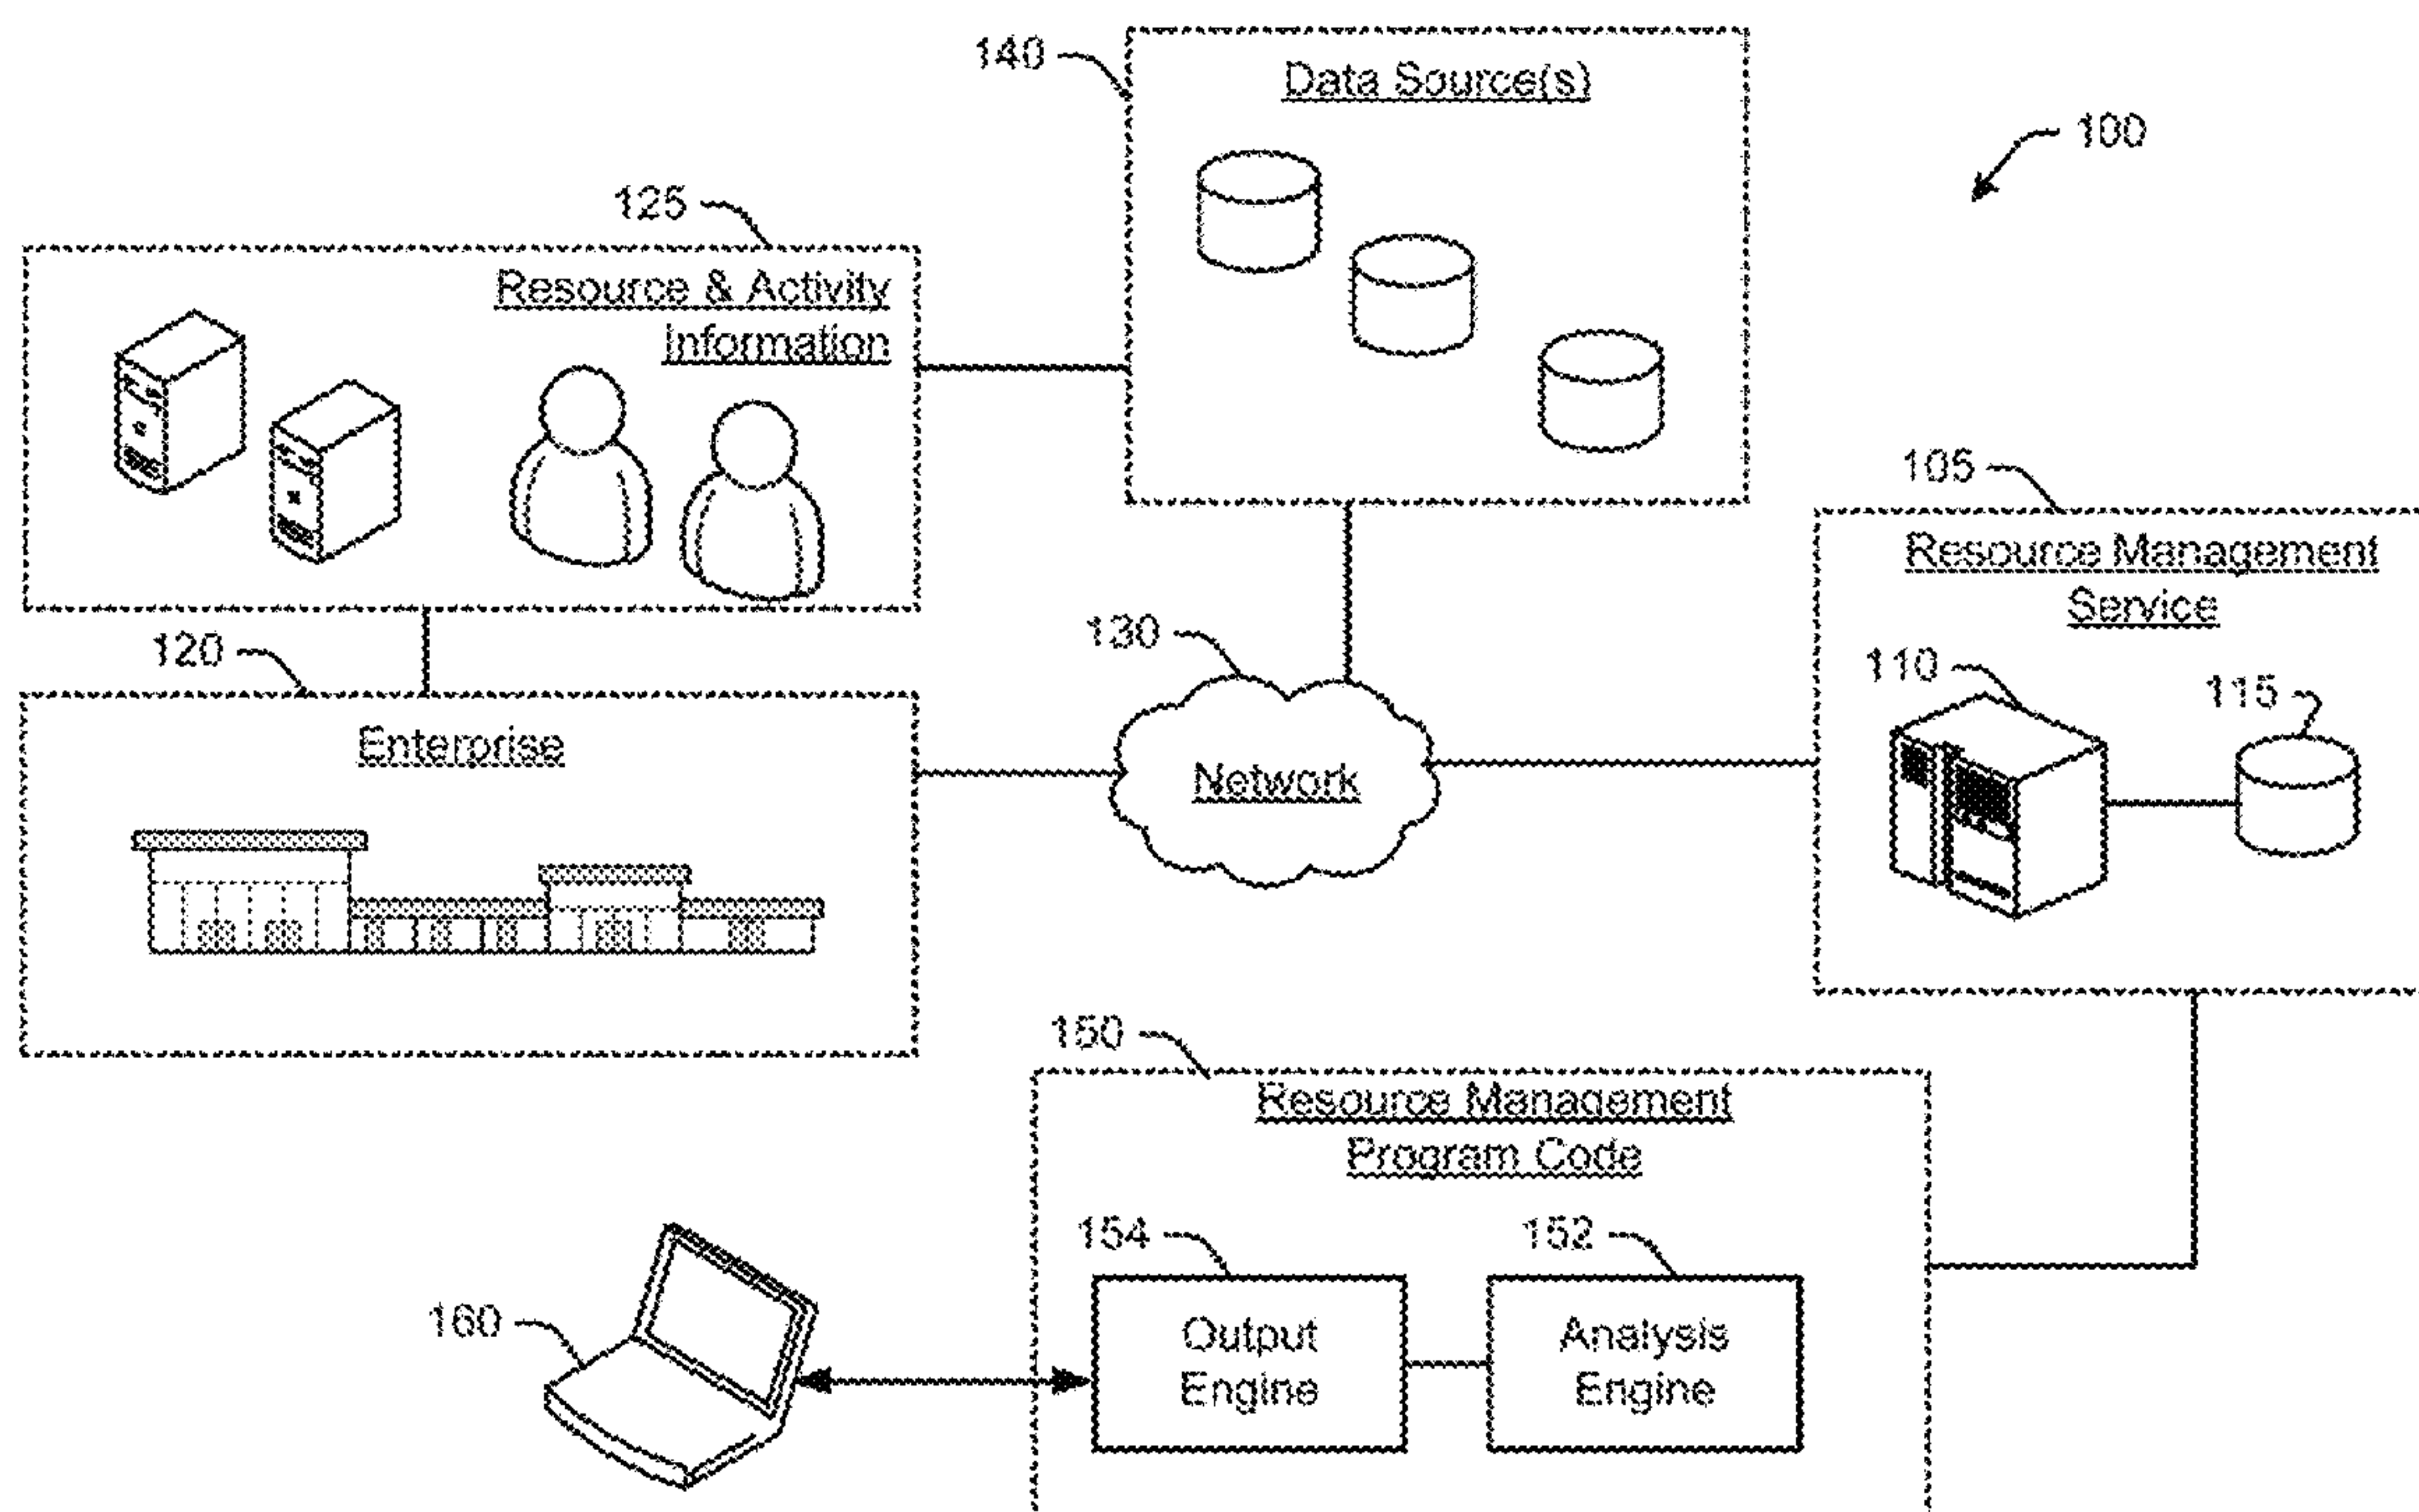 140
Data Source(s)
100
125
Resource & Activity
Information
105
Resource Management
Service
120
130
110
115
Enterprise
Network
150
Resource Management
Program Code
154
152
160
Output
Engine
Analysis
Engine